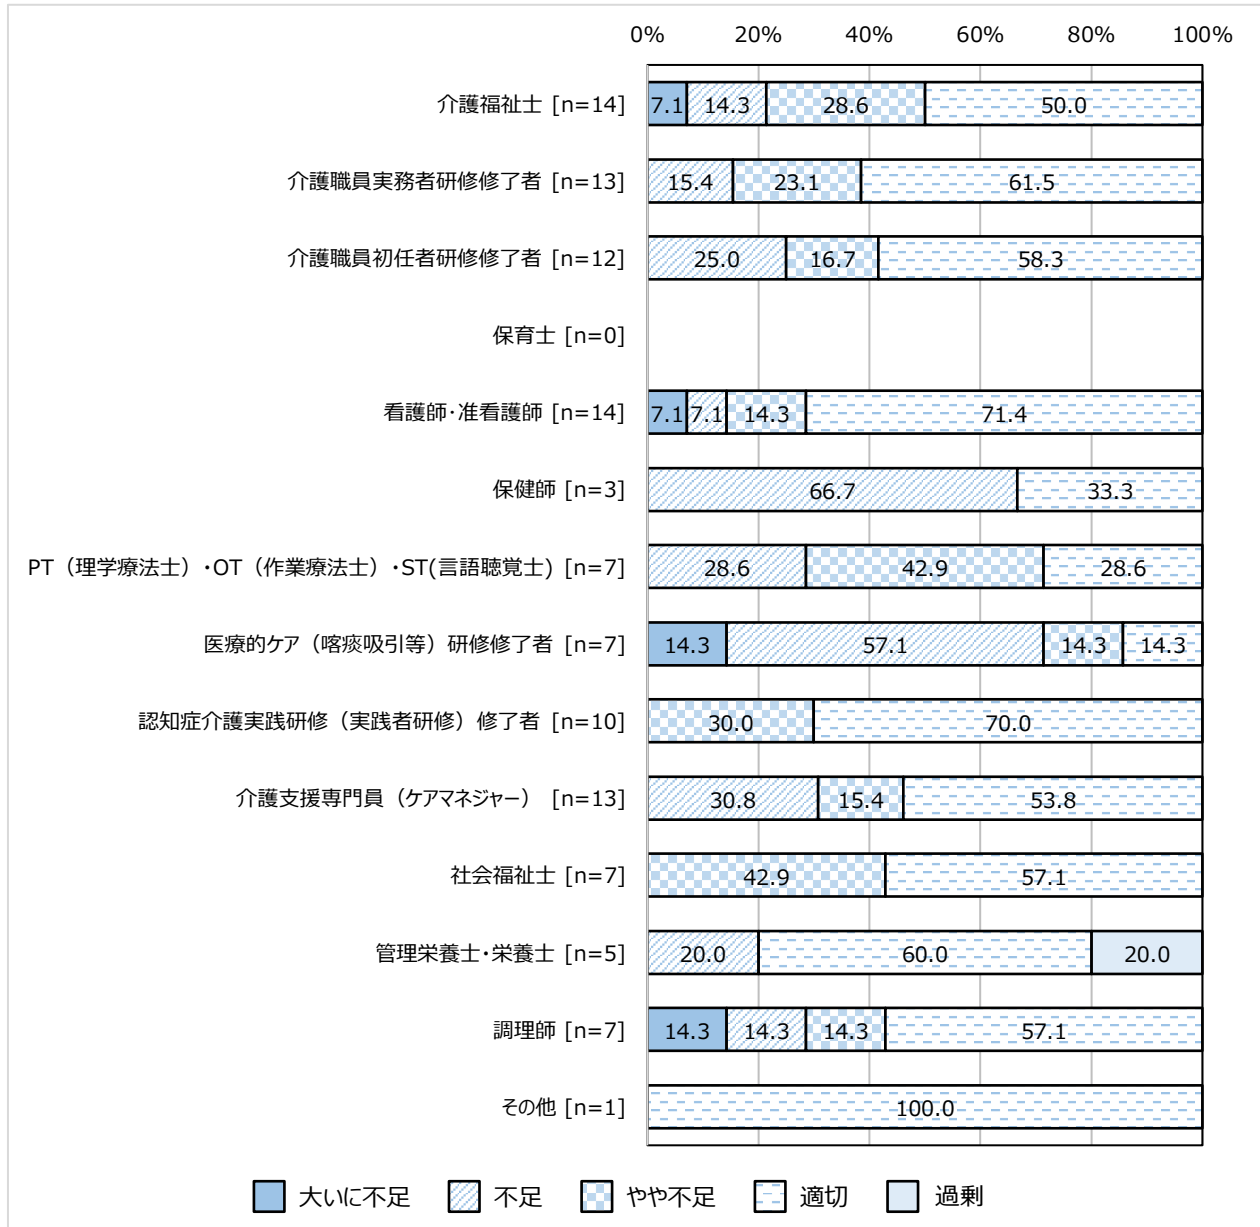 0% 20% 40% 60% 80% 100%
介護福祉士 [n=14] 7.1 14.3 28.6 50.0
介護職員実務者研修修了者 [n=13] 15.4 23.1 61.5
介護職員初任者研修修了者 [n=12] 25.0 16.7 58.3
保育士 [n=0]
看護師・准看護師 [n=14] 7.1 7.1 14.3 71.4
保健師 [n=3] 66.7 33.3
PT（理学療法士）・OT（作業療法士）・ST(言語聴覚士) [n=7] 28.6 42.9 28.6
医療的ケア（喀痰吸引等）研修修了者 [n=7] 14.3 57.1 14.3 14.3
認知症介護実践研修（実践者研修）修了者 [n=10] 30.0 70.0
介護支援専門員（ケアマネジャー） [n=13] 30.8 15.4 53.8
社会福祉士 [n=7] 42.9 57.1
管理栄養士・栄養士 [n=5] 20.0 60.0 20.0
調理師 [n=7] 14.3 14.3 14.3 57.1
その他 [n=1] 100.0
大いに不足 不足 やや不足 適切 過剰